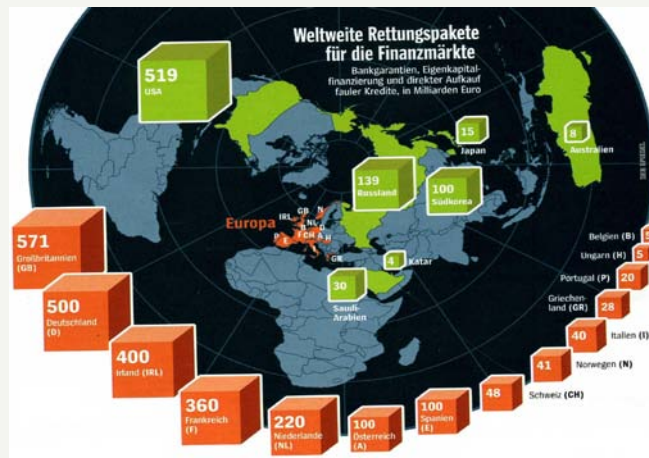 Weltweite Rettungspakete
für die Finanzmärkte
Bankgarantien, Eigenkapital-
finanzierung und direkter Aufkauf
fauler Kredite, in Milliarden Euro
519
USA
15
Japan
8
Australien
139
Russland
100
Südkorea
Europa
IRL
GB
N
NL
D
P
E
F
CH
A
H
I
GR
4
Katar
30
Saudi-
Arabien
571
Großbritannien
(GB)
500
Deutschland
(D)
400
Irland (IRL)
360
Frankreich
(F)
220
Niederlande
(NL)
100
Österreich
(A)
100
Spanien
(E)
48
Schweiz (CH)
41
Norwegen (N)
40
Italien (I)
28
Griechen-
land (GR)
20
Portugal (P)
5
Ungarn (H)
Belgien (B)
DER SPIEGEL